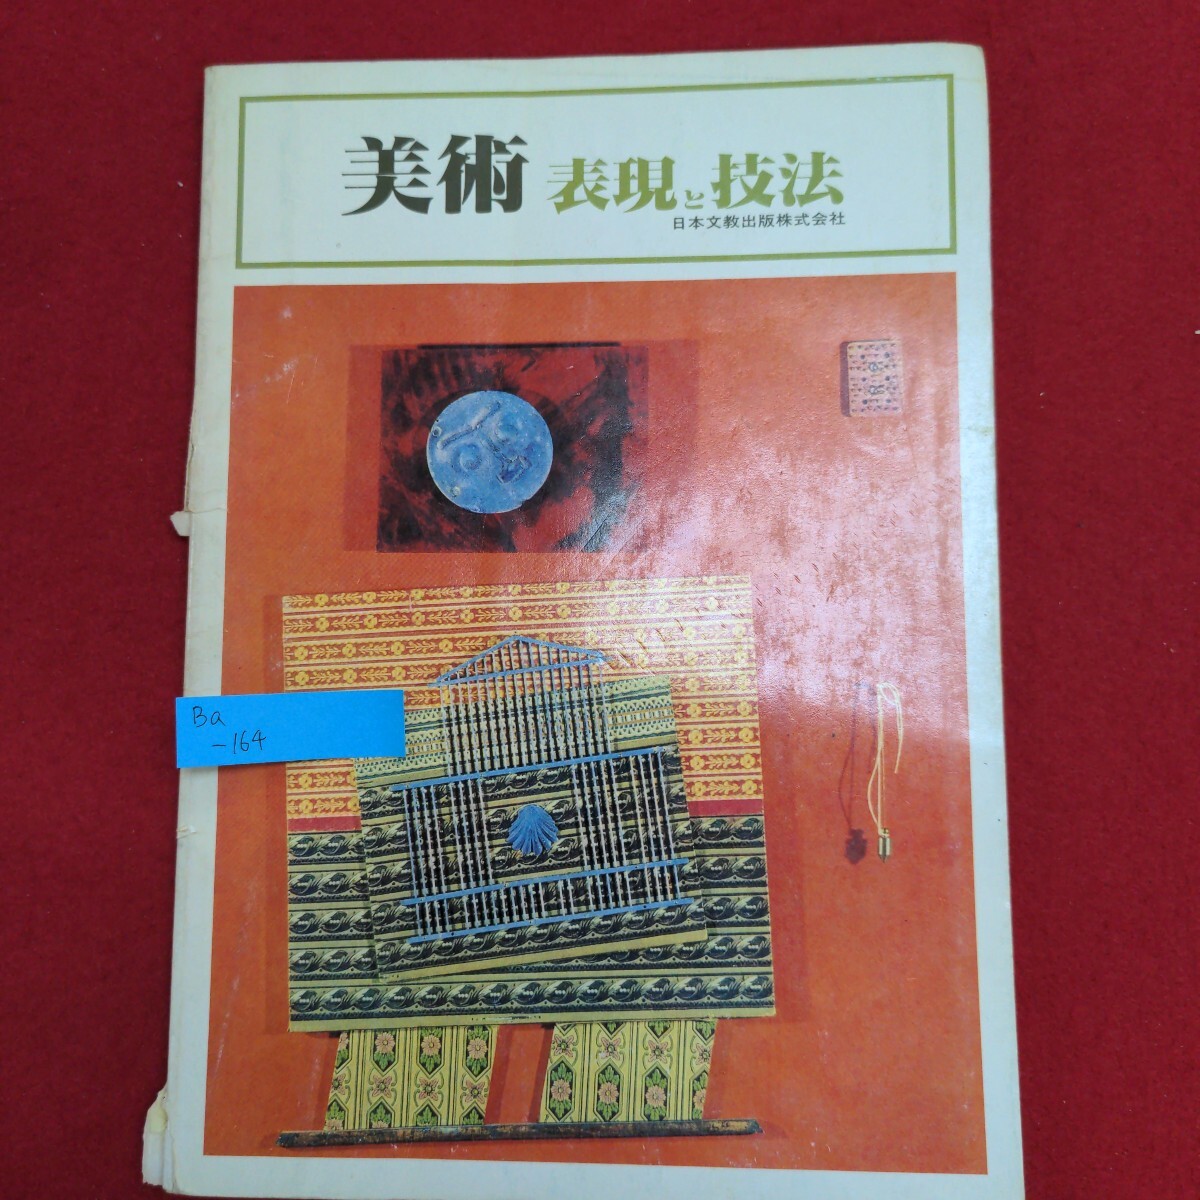 美術 表現と技法
日本文教出版株式会社
Ba
-164